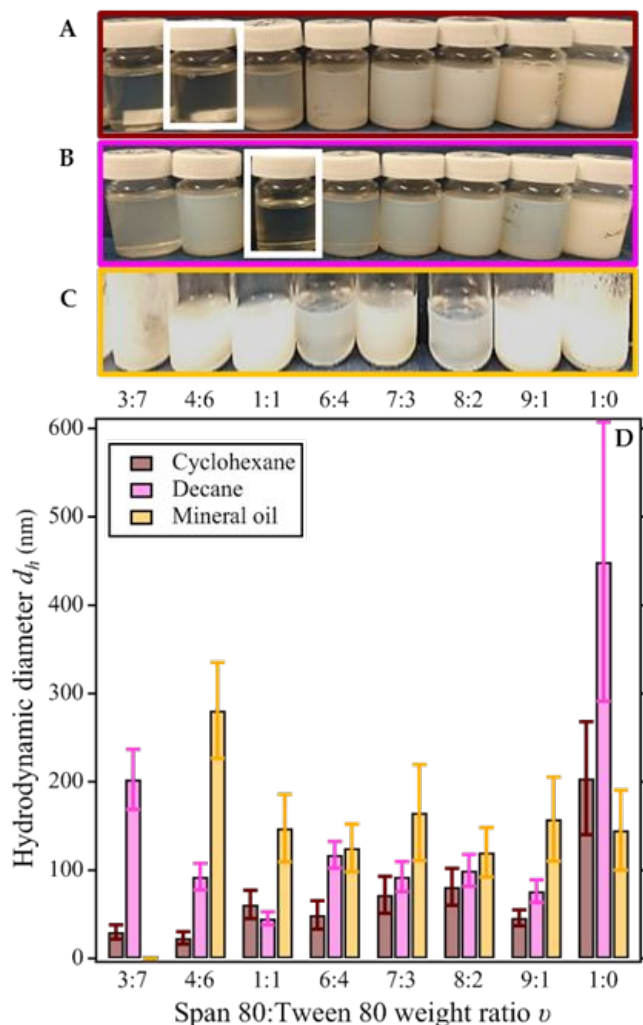 A
B
C
3:7 4:6 1:1 6:4 7:3 8:2 9:1 1:0
D
Cyclohexane
Decane
Mineral oil
600
500
400
300
200
100
0
Hydrodynamic diameter d_h (nm)
3:7 4:6 1:1 6:4 7:3 8:2 9:1 1:0
Span 80:Tween 80 weight ratio υ